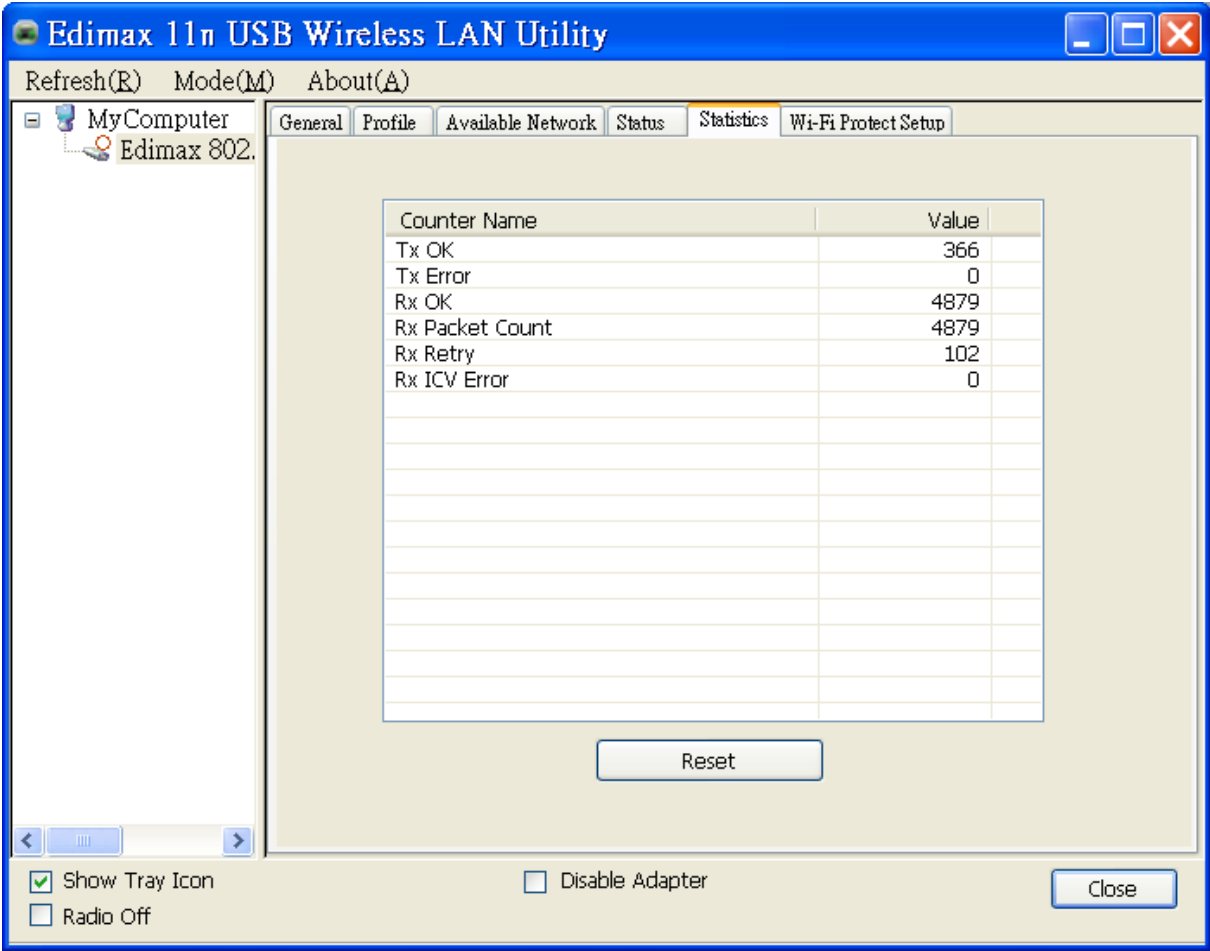 Edimax 11n USB Wireless LAN Utility
Refresh(R) Mode(M) About(A)
MyComputer
Edimax 802.
General Profile Available Network Status Statistics Wi-Fi Protect Setup
Counter Name Value
Tx OK 366
Tx Error 0
Rx OK 4879
Rx Packet Count 4879
Rx Retry 102
Rx ICV Error 0
Reset
Show Tray Icon Disable Adapter Close
Radio Off